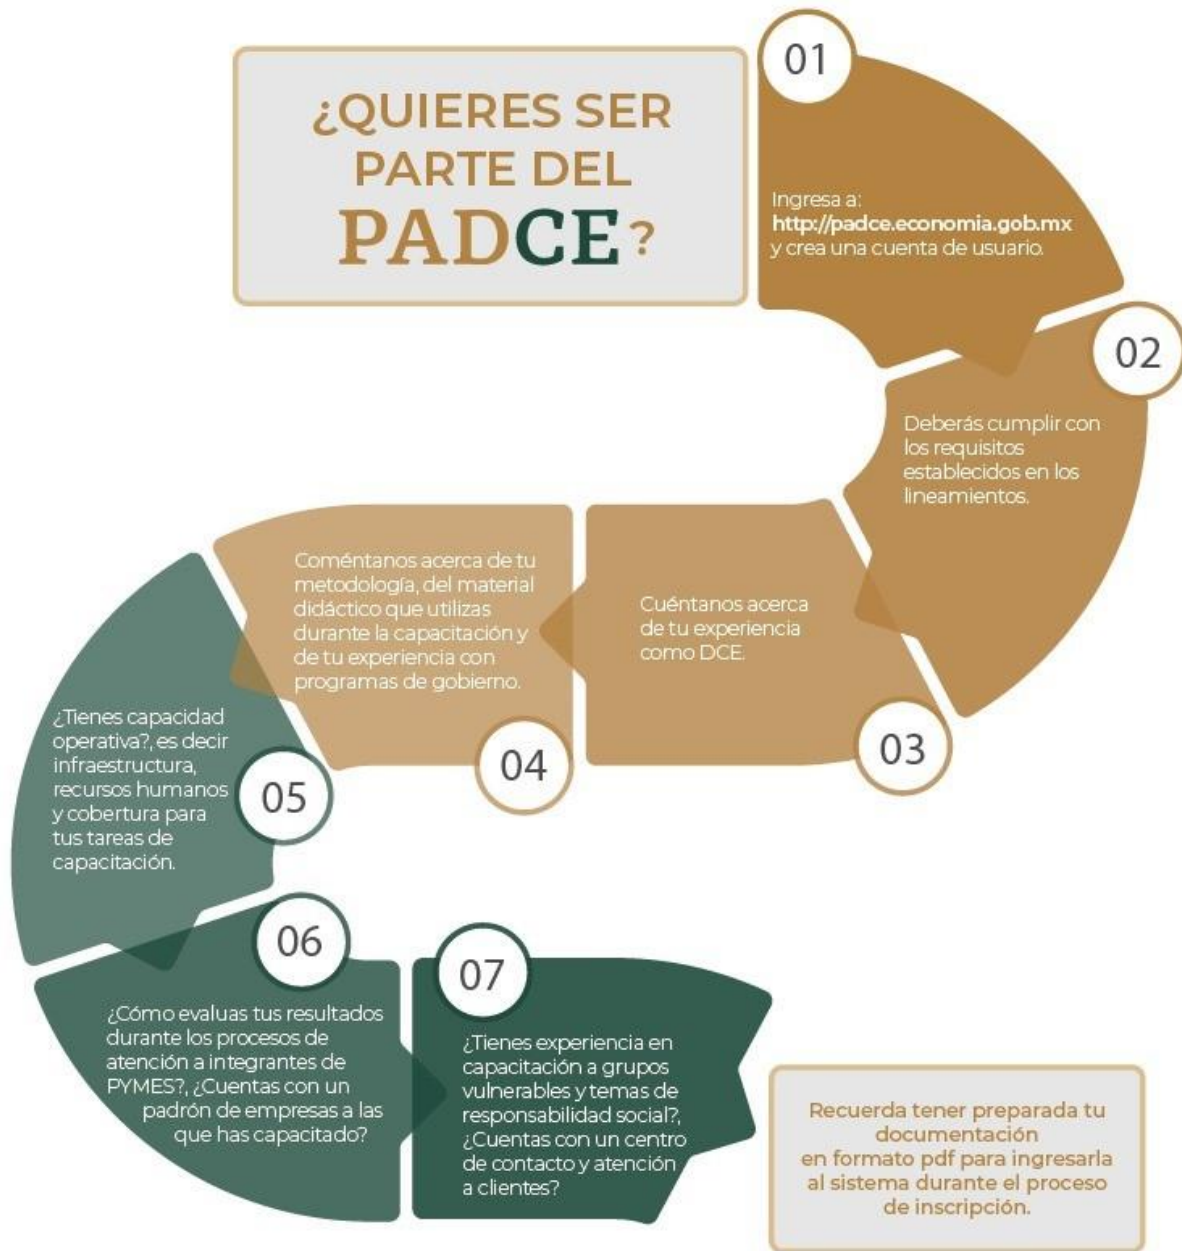 ¿QUIERES SER
PARTE DEL
PADCE?
01
Ingresa a:
http://padce.economia.gob.mx
y crea una cuenta de usuario.
02
Deberás cumplir con
los requisitos
establecidos en los
lineamientos.
03
Cuéntanos acerca
de tu experiencia
como DCE.
04
Coméntanos acerca de tu
metodología, del material
didáctico que utilizas
durante la capacitación y
de tu experiencia con
programas de gobierno.
05
¿Tienes capacidad
operativa?, es decir
infraestructura,
recursos humanos
y cobertura para
tus tareas de
capacitación.
06
¿Cómo evaluas tus resultados
durante los procesos de
atención a integrantes de
PYMES?, ¿Cuentas con un
padrón de empresas a las
que has capacitado?
07
¿Tienes experiencia en
capacitación a grupos
vulnerables y temas de
responsabilidad social?,
¿Cuentas con un centro
de contacto y atención
a clientes?
Recuerda tener preparada tu
documentación
en formato pdf para ingresarla
al sistema durante el proceso
de inscripción.